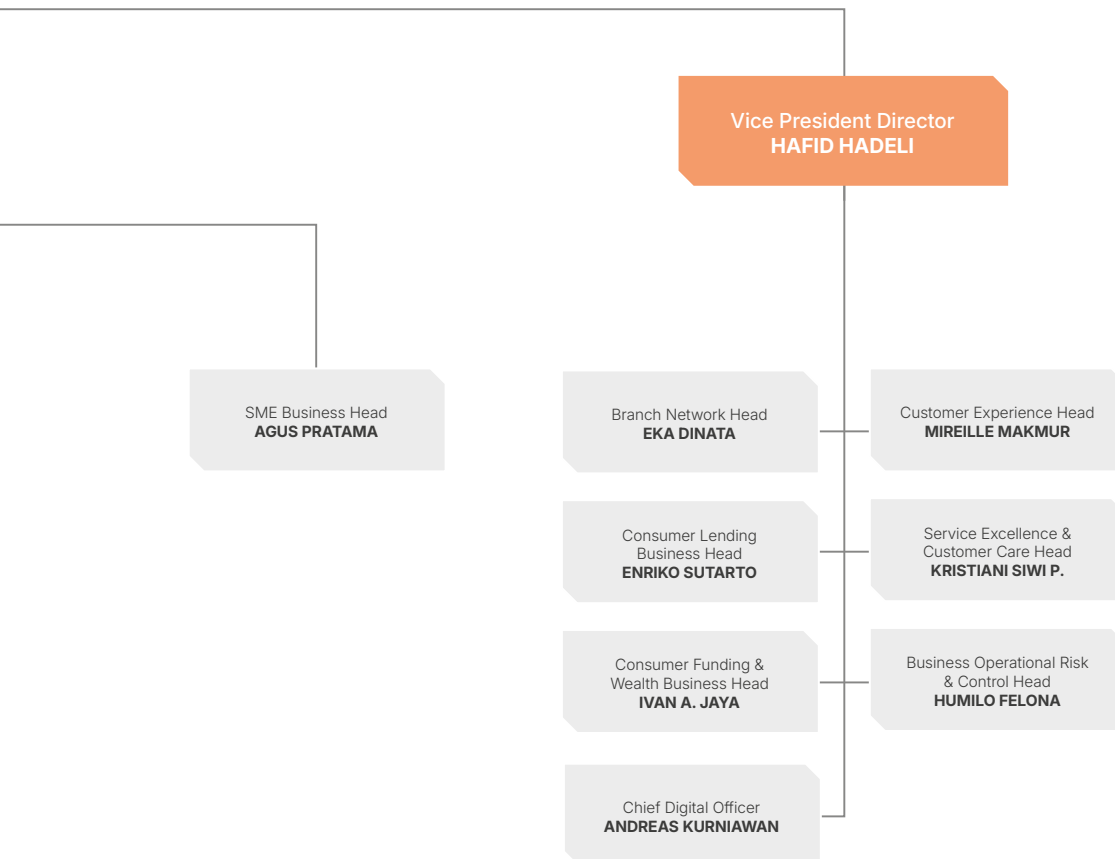 Vice President Director
HAFID HADELI
SME Business Head
AGUS PRATAMA
Branch Network Head
EKA DINATA
Customer Experience Head
MIREILLE MAKMUR
Consumer Lending
Business Head
ENRIKO SUTARTO
Service Excellence &
Customer Care Head
KRISTIANI SIWI P.
Consumer Funding &
Wealth Business Head
IVAN A. JAYA
Business Operational Risk
& Control Head
HUMILO FELONA
Chief Digital Officer
ANDREAS KURNIAWAN